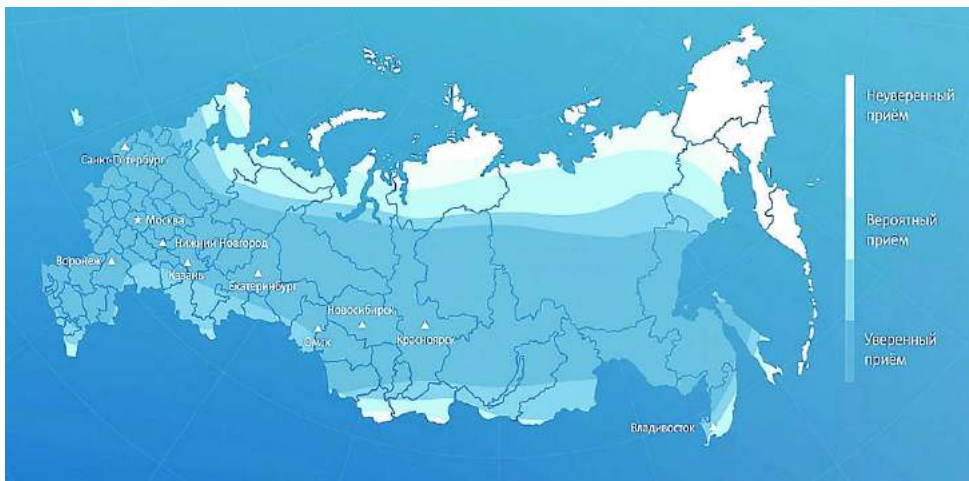 Неуверенный
приём
Санкт-Петербург
Вероятный
приём
Москва
Нижний Новгород
Воронеж
Казань
Екатеринбург
Новосибирск
Омск
Красноярск
Уверенный
приём
Владивосток